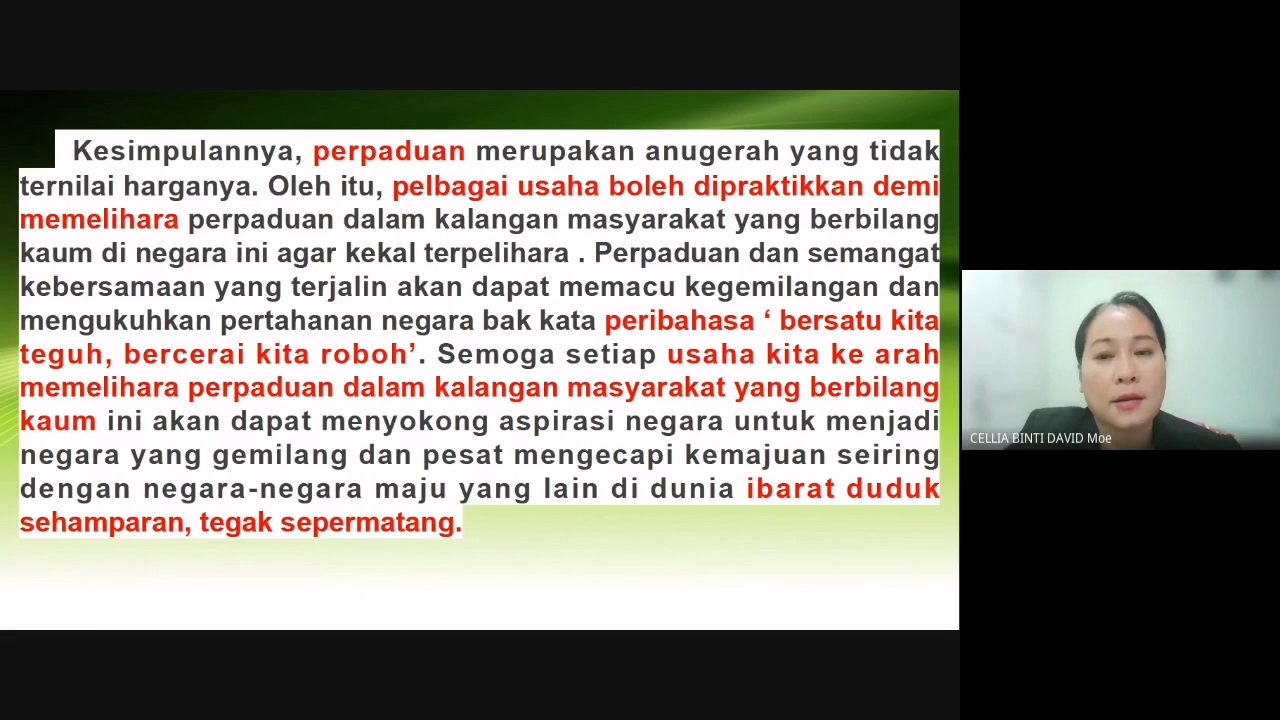 Kesimpulannya, perpaduan merupakan anugerah yang tidak
ternilai harganya. Oleh itu, pelbagai usaha boleh dipraktikkan demi
memelihara perpaduan dalam kalangan masyarakat yang berbilang
kaum di negara ini agar kekal terpelihara . Perpaduan dan semangat
kebersamaan yang terjalin akan dapat memacu kegemilangan dan
mengukuhkan pertahanan negara bak kata peribahasa ‘ bersatu kita
teguh, bercerai kita roboh’. Semoga setiap usaha kita ke arah
memelihara perpaduan dalam kalangan masyarakat yang berbilang
kaum ini akan dapat menyokong aspirasi negara untuk menjadi
negara yang gemilang dan pesat mengecapi kemajuan seiring
dengan negara-negara maju yang lain di dunia ibarat duduk
sehamparan, tegak sepermatang.
CELLIA BINTI DAVID Moe